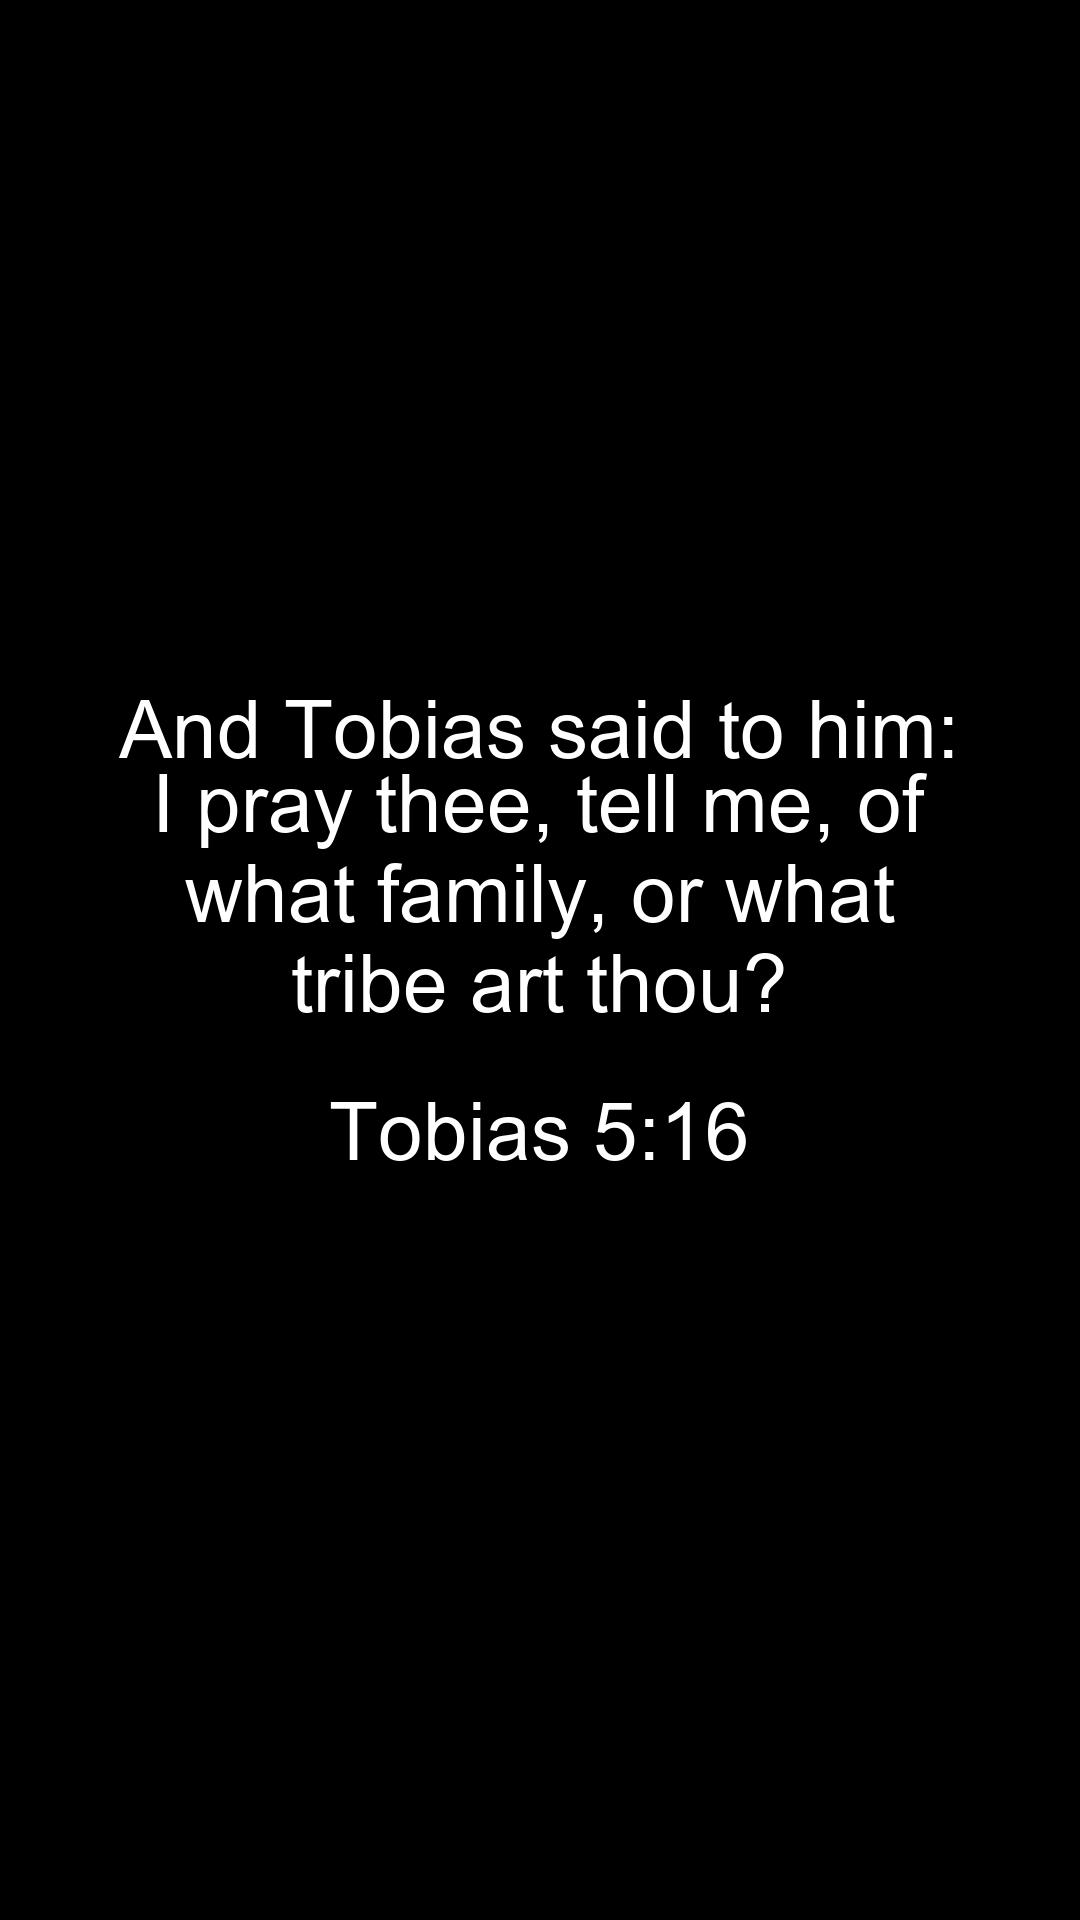 And Tobias said to him:
I pray thee, tell me, of
what family, or what
tribe art thou?
Tobias 5:16